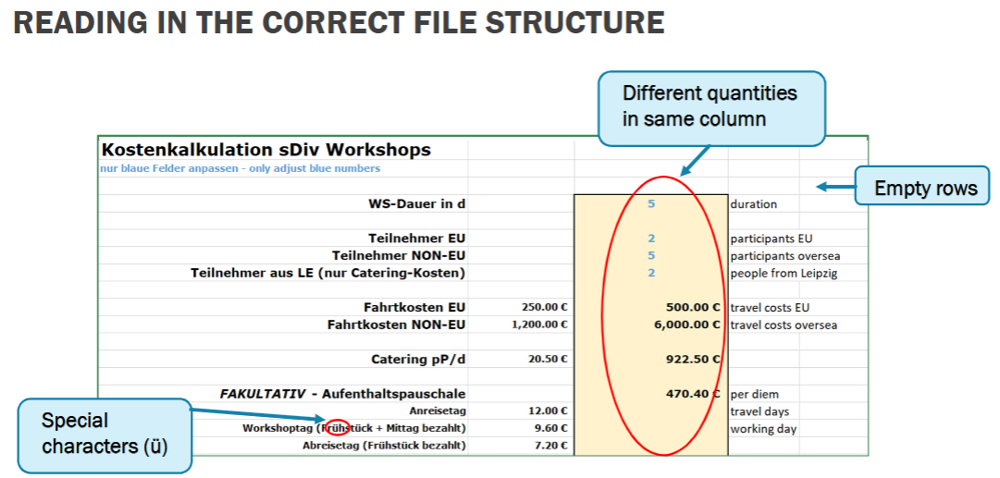 READING IN THE CORRECT FILE STRUCTURE
Different quantities
in same column
Empty rows
Kostenkalkulation sDiv Workshops
nur blaue Felder anpassen - only adjust blue numbers
WS-Dauer in d 5 duration
Teilnehmer EU 2 participants EU
Teilnehmer NON-EU 5 participants oversea
Teilnehmer aus LE (nur Catering-Kosten) 2 people from Leipzig
Fahrtkosten EU 250.00 € 500.00 € travel costs EU
Fahrtkosten NON-EU 1,200.00 € 6,000.00 € travel costs oversea
Catering pP/d 20.50 € 922.50 €
FAKULTATIV - Aufenthaltspauschale 470.40 € per diem
Anreisetag 12.00 € travel days
Workshoptag (Frühstück + Mittag bezahlt) 9.60 € working day
Abreisetag (Frühstück bezahlt) 7.20 €
Special
characters (ü)